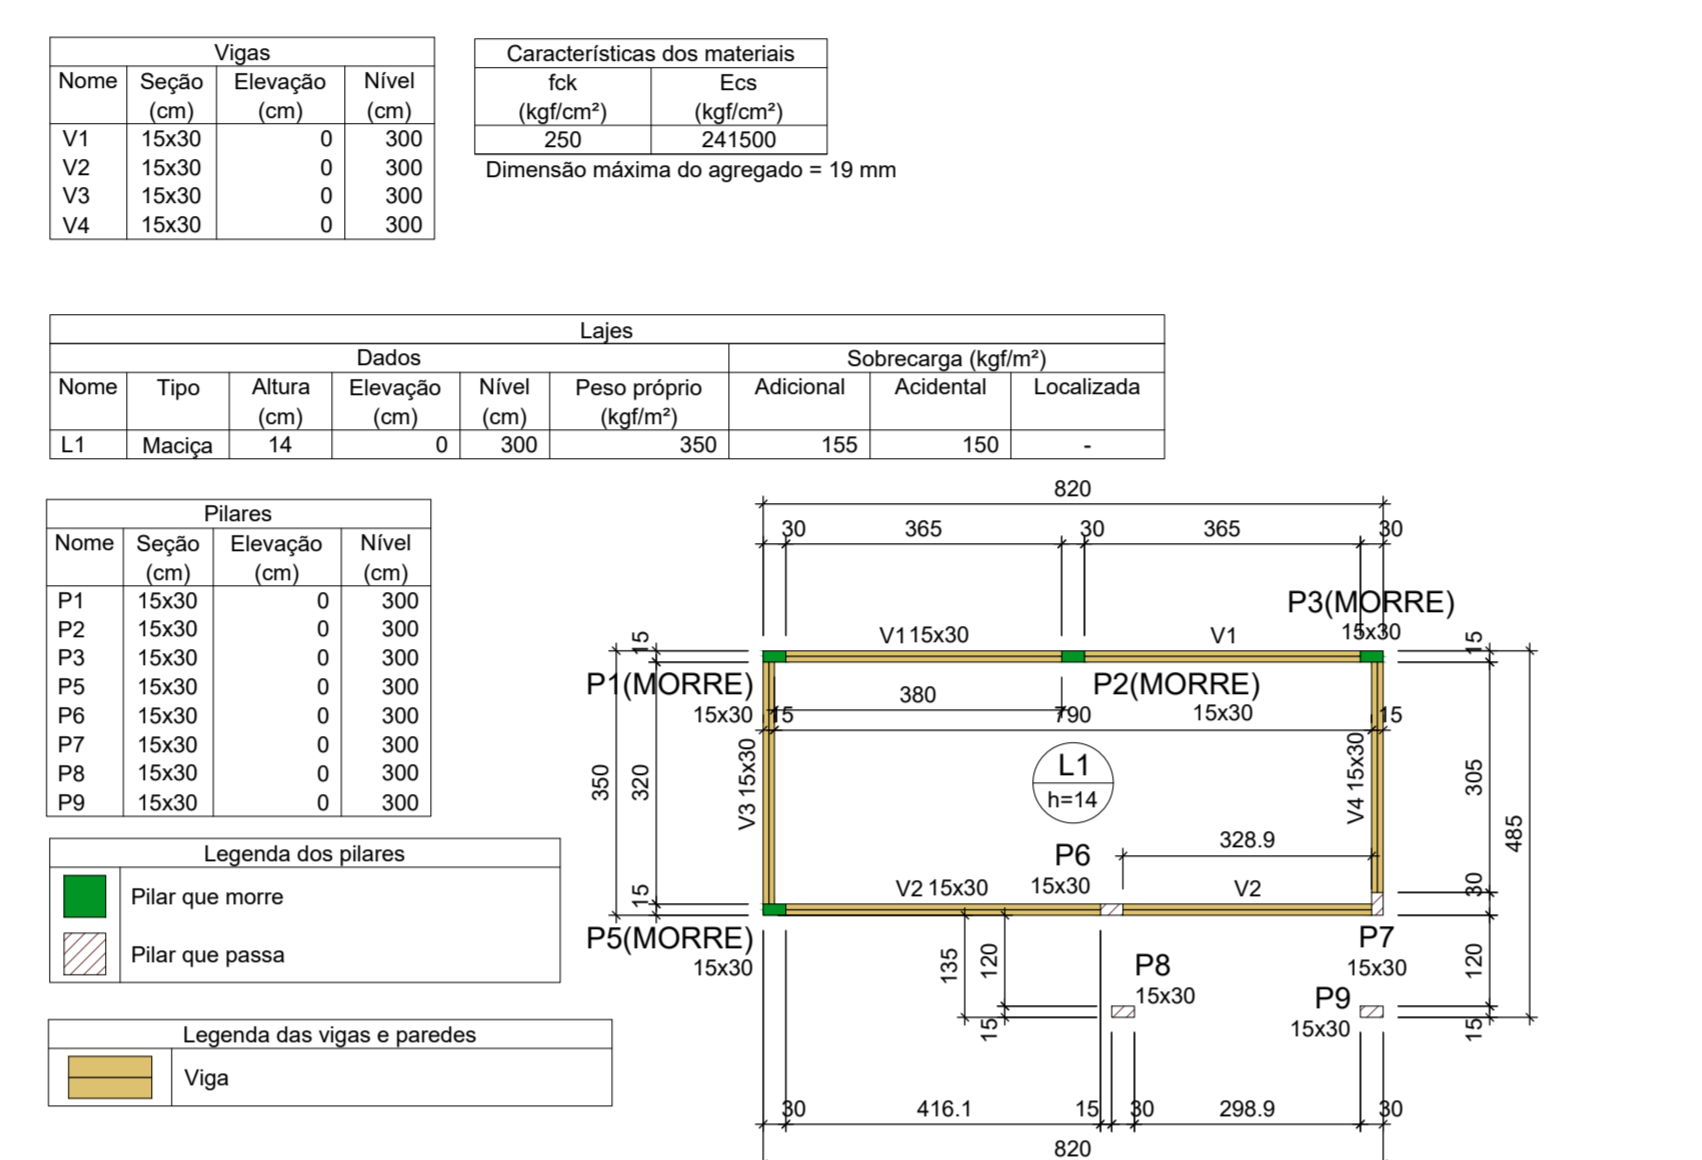 Vigas
Nome Seção Elevação Nível
(cm) (cm) (cm)
V1 15x30 0 300
V2 15x30 0 300
V3 15x30 0 300
V4 15x30 0 300
Características dos materiais
fck Ecs
(kgf/cm²) (kgf/cm²)
250 241500
Dimensão máxima do agregado = 19 mm
Lajes
Dados Sobrecarga (kgf/m²)
Nome Tipo Altura Elevação Nível Peso próprio Adicional Acidental Localizada
(cm) (cm) (cm) (kgf/m²)
L1 Maciça 14 0 300 350 155 150 -
Pilares
Nome Seção Elevação Nível
(cm) (cm) (cm)
P1 15x30 0 300
P2 15x30 0 300
P3 15x30 0 300
P5 15x30 0 300
P6 15x30 0 300
P7 15x30 0 300
P8 15x30 0 300
P9 15x30 0 300
Legenda dos pilares
Pilar que morre
Pilar que passa
Legenda das vigas e paredes
Viga
820
30 365 30 365 30
P3(MORRE)
15x30
15 V1 15x30 V1 15
P1(MORRE) P2(MORRE)
15x30 15x30
380
15 790 15
350 320 V3 15x30
L1
h=14
V4 15x30 305 485
328.9
P6
15x30
15 V2 15x30 V2 30
P5(MORRE)
15x30
P7
15x30
135 120 120
P8
15x30
P9
15x30
15 15
30 416.1 15 30 298.9 30
820